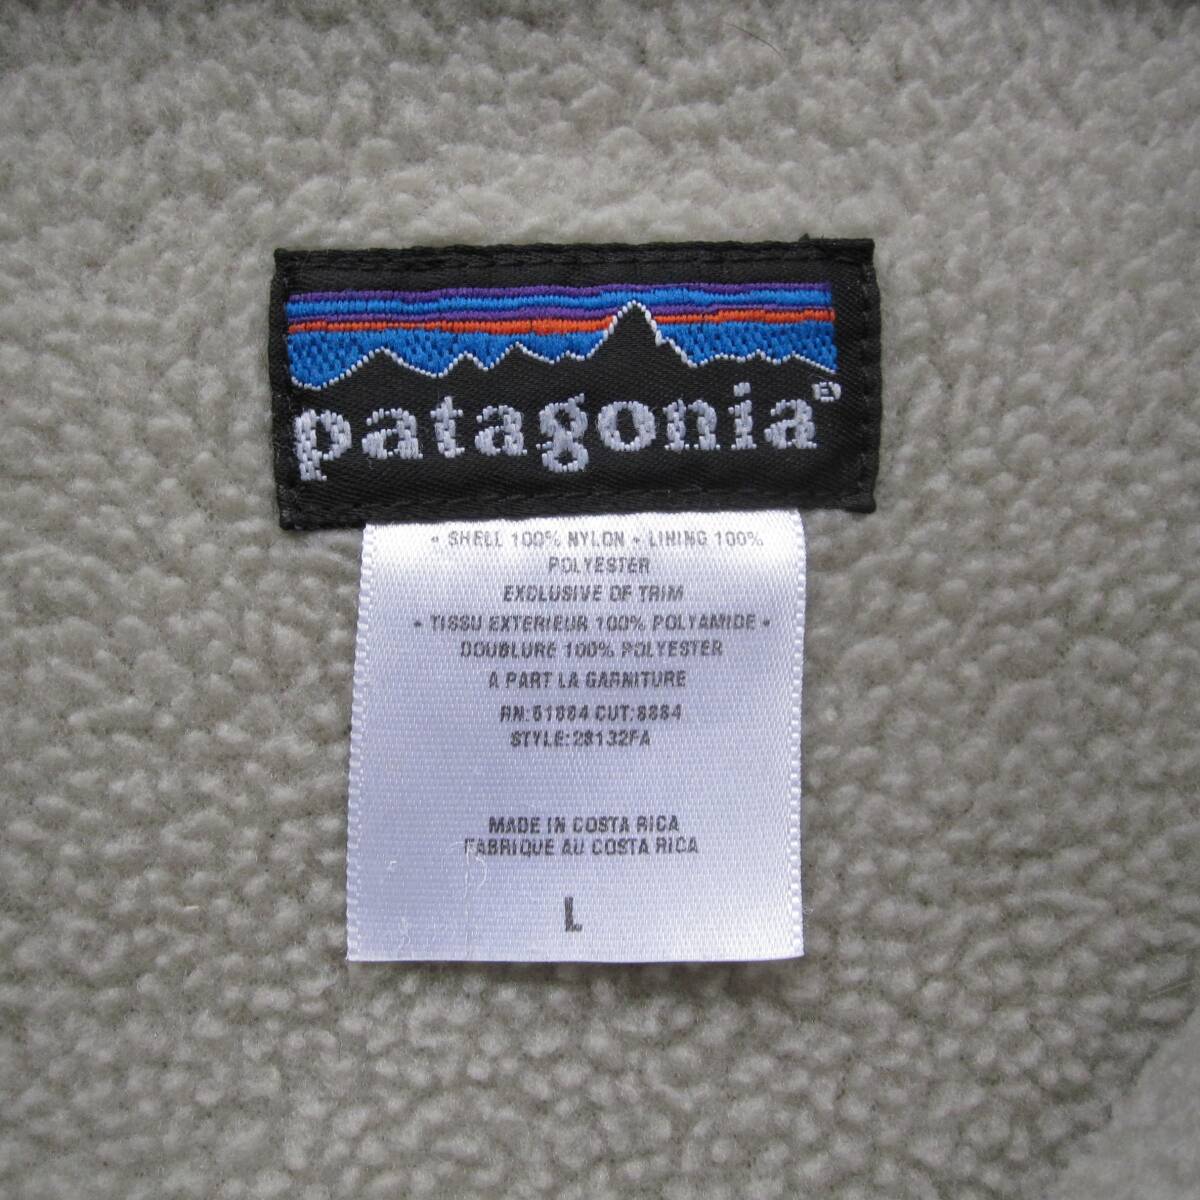 patagonia®
• SHELL 100% NYLON • LINING 100%
POLYESTER
EXCLUSIVE OF TRIM
• TISSU EXTERIEUR 100% POLYAMIDE •
DOUBLURE 100% POLYESTER
A PART LA GARNITURE
RN:51884 CUT:8884
STYLE:28132FA
MADE IN COSTA RICA
FABRIQUE AU COSTA RICA
L